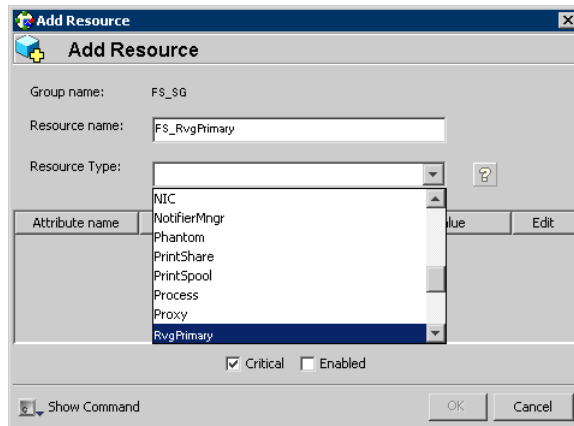 Add Resource
Add Resource
Group name: FS_SG
Resource name: FS_RvgPrimary
Resource Type:
?
NIC
NotifierMngr
Phantom
PrintShare
PrintSpool
Process
Proxy
RvgPrimary
Attribute name Edit
Critical Enabled
Show Command OK Cancel